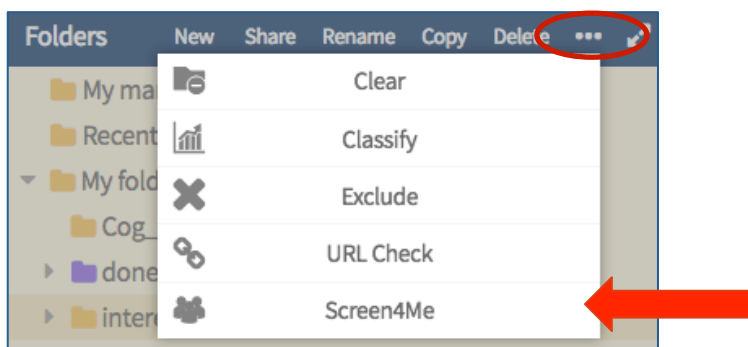 Folders New Share Rename Copy Delete •••
My ma
Clear
Recent
Classify
My fold
Exclude
Cog_
URL Check
done
Screen4Me
inter